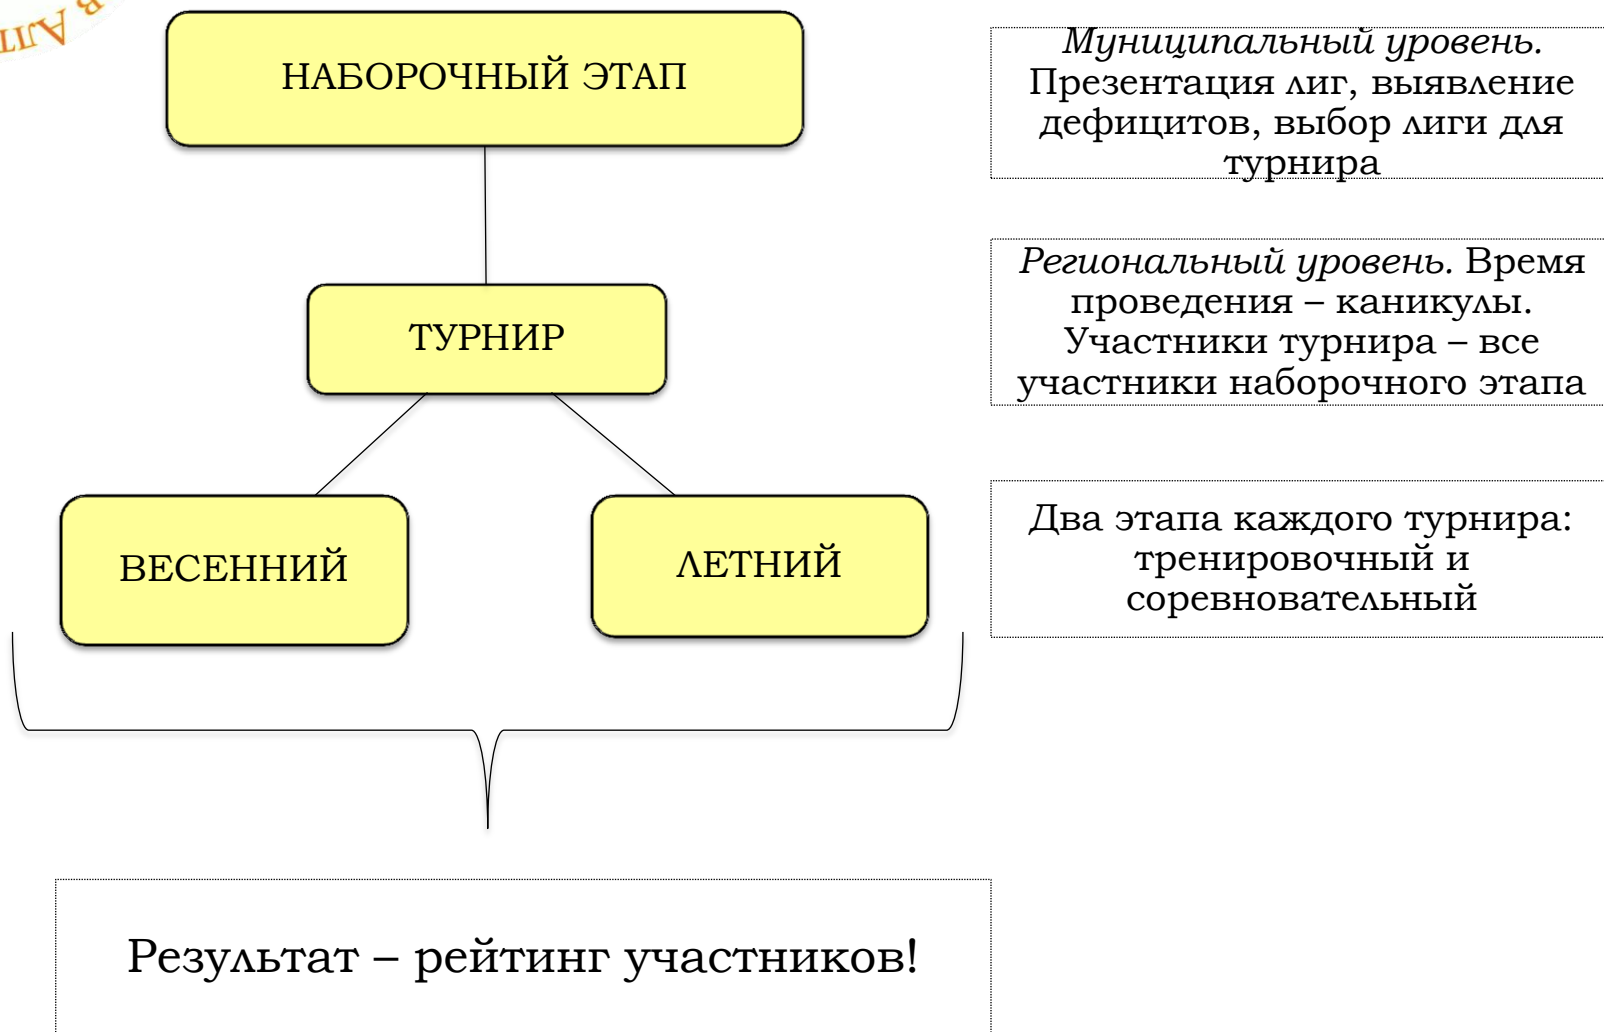 в Алт
НАБОРОЧНЫЙ ЭТАП
Муниципальный уровень.
Презентация лиг, выявление
дефицитов, выбор лиги для
турнира
ТУРНИР
Региональный уровень. Время
проведения – каникулы.
Участники турнира – все
участники наборочного этапа
ВЕСЕННИЙ
ЛЕТНИЙ
Два этапа каждого турнира:
тренировочный и
соревновательный
Результат – рейтинг участников!